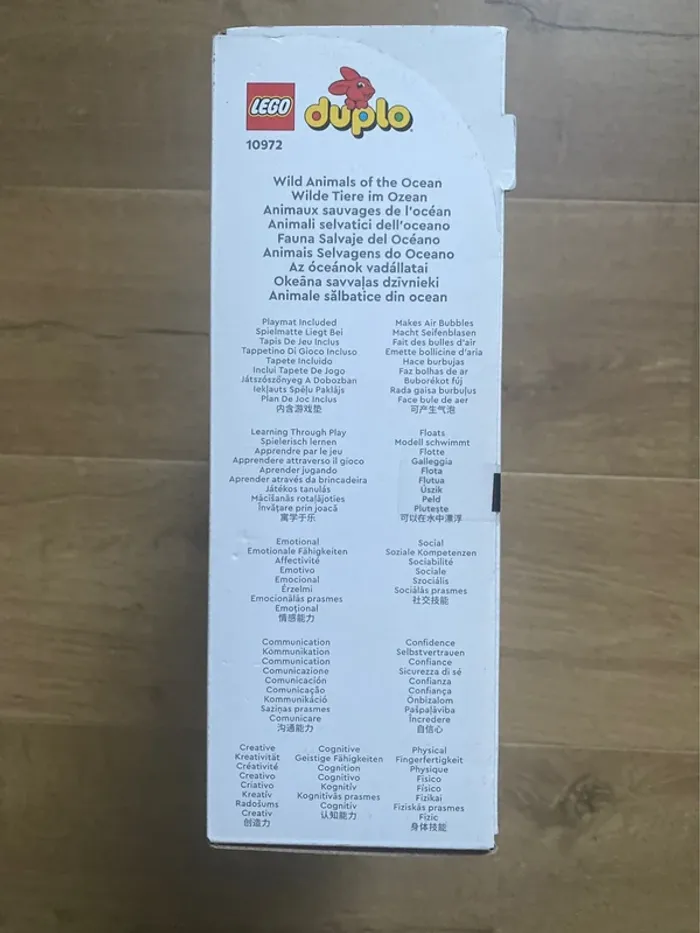 LEGO
duplo
10972
Wild Animals of the Ocean
Wilde Tiere im Ozean
Animaux sauvages de l'océan
Animali selvatici dell'oceano
Fauna Salvaje del Océano
Animais Selvagens do Oceano
Az óceánok vadállatai
Okeāna savvaļas dzīvnieki
Animale sălbatice din ocean
Playmat Included
Spielmatte Liegt Bei
Tapis De Jeu Inclus
Tappetino Di Gioco Incluso
Tapete Incluido
Inclui Tapete De Jogo
Játszószőnyeg A Dobozban
Iekļauts Spēļu Paklājs
Plan De Joc Inclus
内含游戏垫
Makes Air Bubbles
Macht Seifenblasen
Fait des bulles d'air
Emette bollicine d'aria
Hace burbujas
Faz bolhas de ar
Buborékot fúj
Rada gaisa burbuļus
Face bule de aer
可产生气泡
Learning Through Play
Spielerisch lernen
Apprendre par le jeu
Apprendere attraverso il gioco
Aprender jugando
Aprender através da brincadeira
Játékos tanulás
Mācīšanās rotaļājoties
Învățare prin joacă
寓学于乐
Floats
Modell schwimmt
Flotte
Galleggia
Flota
Flutua
Úszik
Peld
Plutește
可以在水中漂浮
Emotional
Emotionale Fähigkeiten
Affectivité
Emotivo
Emocional
Érzelmi
Emocionālās prasmes
Emoțional
情感能力
Social
Soziale Kompetenzen
Sociabilité
Sociale
Szociális
Sociālās prasmes
社交技能
Communication
Kommunikation
Communication
Comunicazione
Comunicación
Comunicação
Kommunikáció
Saziņas prasmes
Comunicare
沟通能力
Confidence
Selbstvertrauen
Confiance
Sicurezza di sé
Confianza
Confiança
Önbizalom
Pašpaļāviba
Încredere
自信心
Creative
Kreativität
Créativité
Creativo
Criativo
Kreatív
Radošums
Creativ
创造力
Cognitive
Geistige Fähigkeiten
Cognition
Cognitivo
Kognitív
Kognitīvās prasmes
Cognitiv
认知能力
Physical
Fingerfertigkeit
Physique
Fisico
Físico
Fizikai
Fiziskās prasmes
Fizic
身体技能